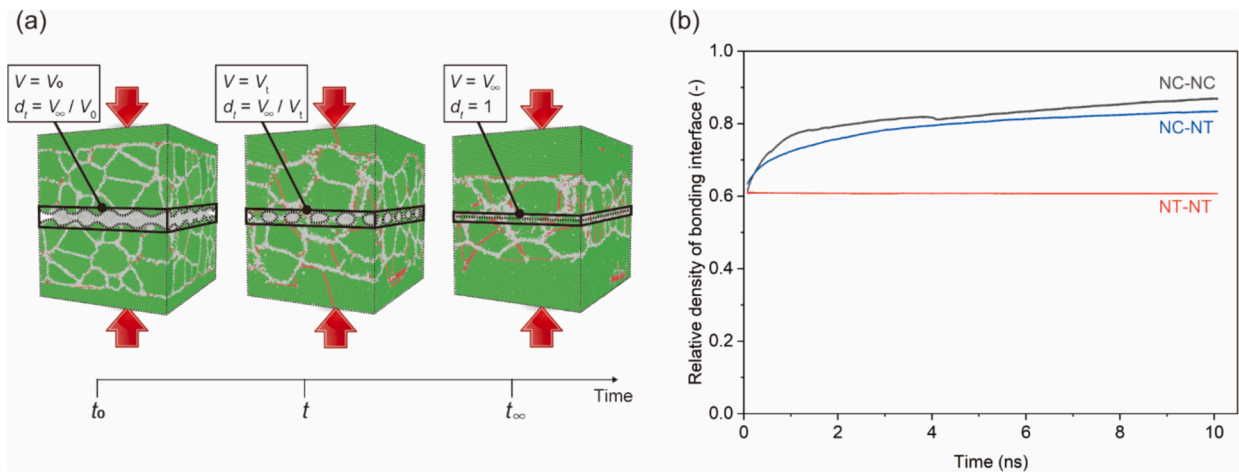 (a)
V = V₀
dₜ = V∞ / V₀
V = Vₜ
dₜ = V∞ / Vₜ
V = V∞
dₜ = 1
t₀
t
t∞
Time
(b)
Relative density of bonding interface (-)
1.0
0.8
0.6
0.4
0.2
0.0
NC-NC
NC-NT
NT-NT
0
2
4
6
8
10
Time (ns)